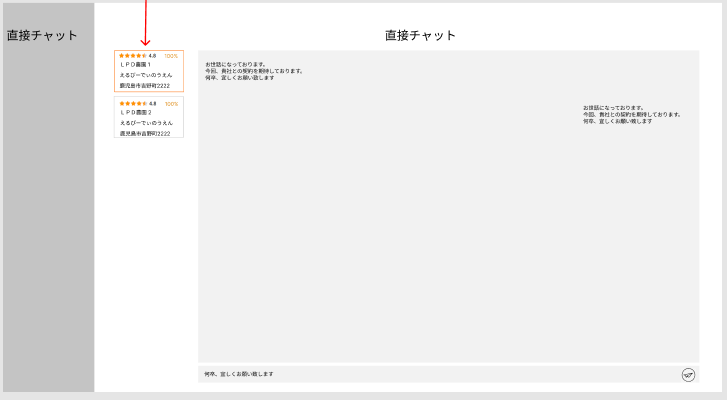 直接チャット
直接チャット
4.8 100%
ＬＰＤ農園１
えるぴーでぃのうえん
鹿児島市吉野町2222
4.8 100%
ＬＰＤ農園２
えるぴーでぃのうえん
鹿児島市吉野町2222
お世話になっております。
今回、貴社との契約を期待しております。
何卒、宜しくお願い致します
お世話になっております。
今回、貴社との契約を期待しております。
何卒、宜しくお願い致します
何卒、宜しくお願い致します